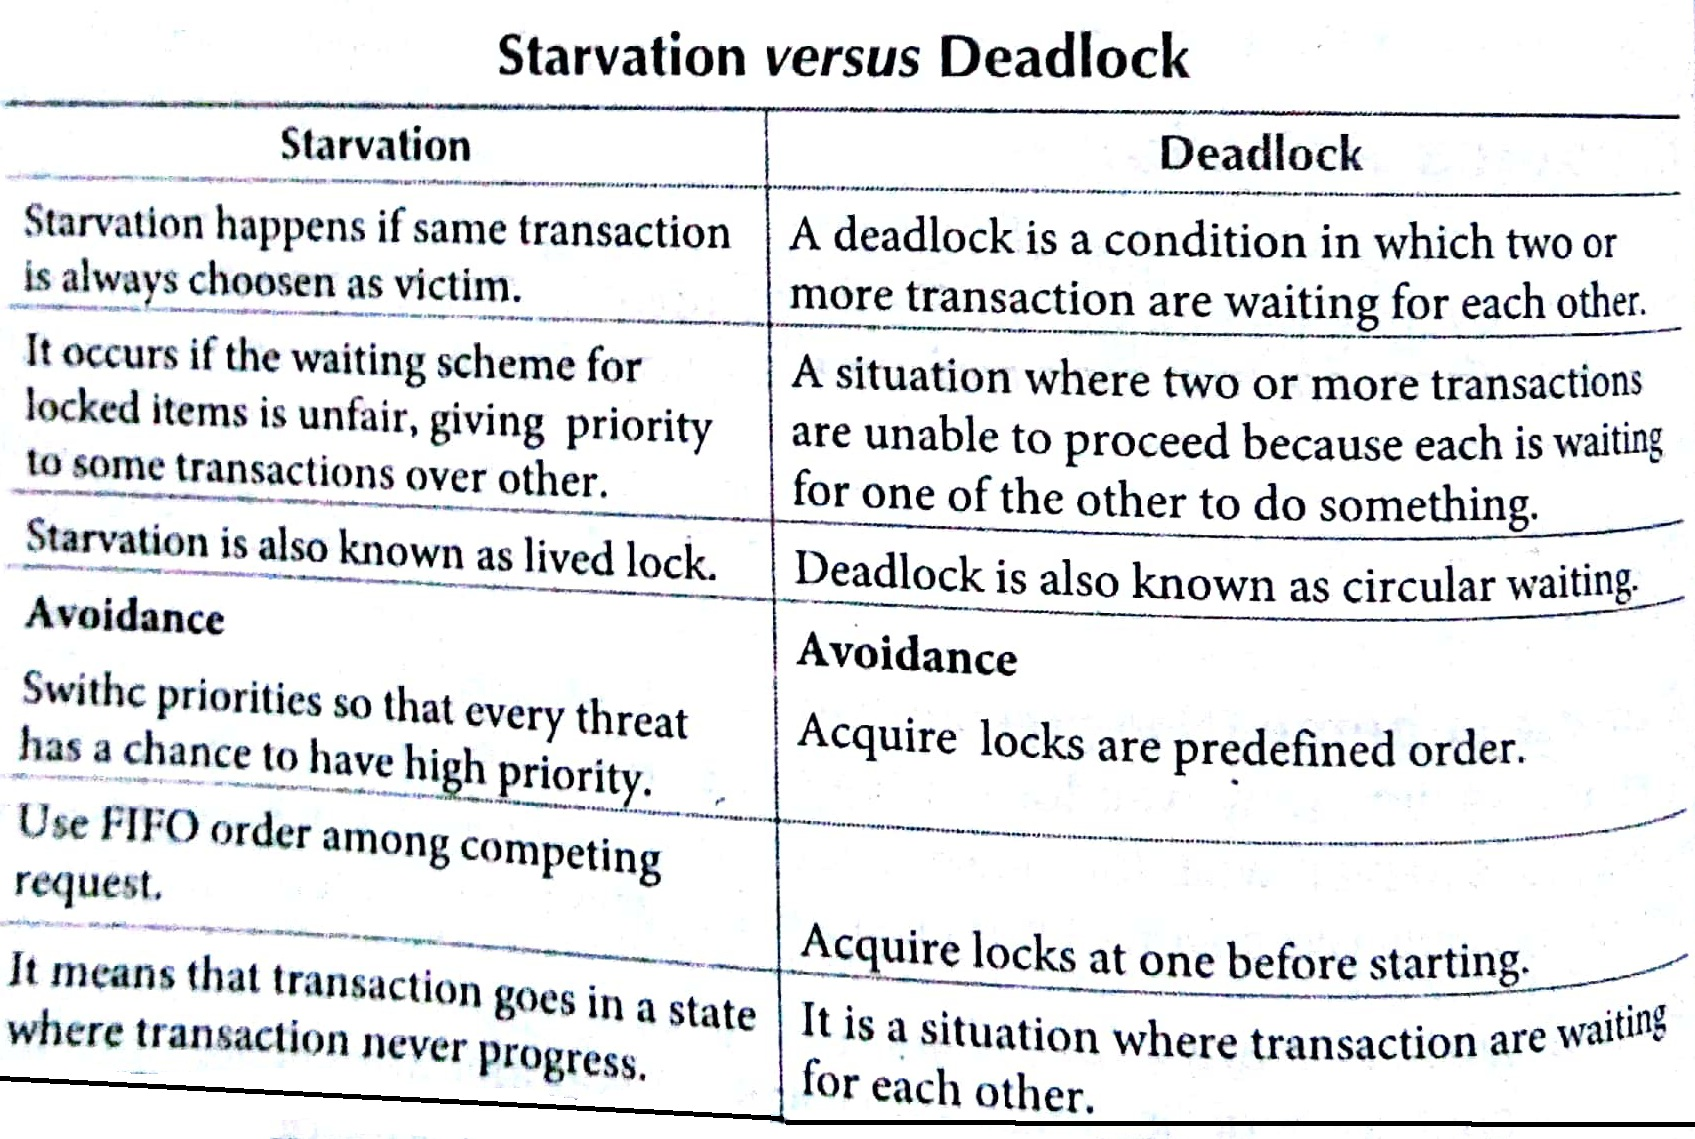 Starvation versus Deadlock
Starvation
Deadlock
Starvation happens if same transaction
is always choosen as victim.
A deadlock is a condition in which two or
more transaction are waiting for each other.
It occurs if the waiting scheme for
locked items is unfair, giving priority
to some transactions over other.
A situation where two or more transactions
are unable to proceed because each is waiting
for one of the other to do something.
Starvation is also known as lived lock.
Deadlock is also known as circular waiting.
Avoidance
Swithc priorities so that every threat
has a chance to have high priority.
Avoidance
Acquire locks are predefined order.
Use FIFO order among competing
request.
Acquire locks at one before starting.
It means that transaction goes in a state
where transaction never progress.
It is a situation where transaction are waiting
for each other.